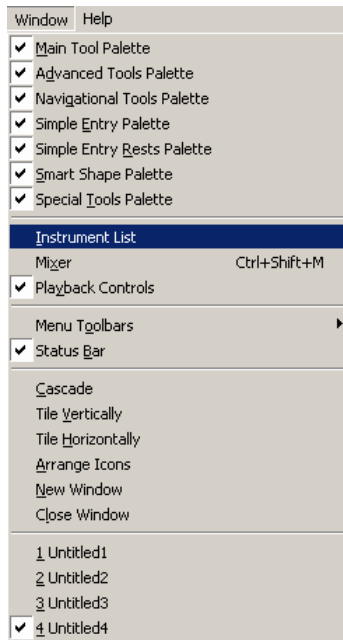 Window Help
Main Tool Palette
Advanced Tools Palette
Navigational Tools Palette
Simple Entry Palette
Simple Entry Rests Palette
Smart Shape Palette
Special Tools Palette
Instrument List
Mixer Ctrl+Shift+M
Playback Controls
Menu Toolbars
Status Bar
Cascade
Tile Vertically
Tile Horizontally
Arrange Icons
New Window
Close Window
1 Untitled1
2 Untitled2
3 Untitled3
4 Untitled4